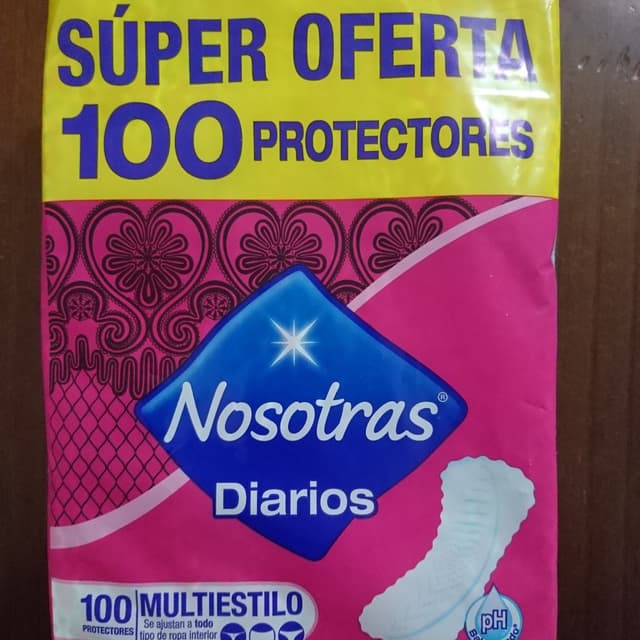 SÚPER OFERTA
100 PROTECTORES
Nosotras®
Diarios
100
PROTECTORES
MULTIESTILO
Se ajustan a todo
tipo de ropa interior
pH